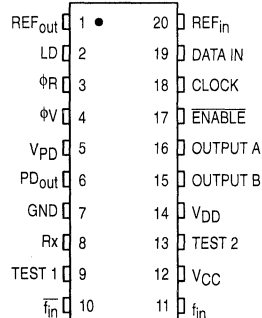 REFout 1 20 REFin
LD 2 19 DATA IN
ϕR 3 18 CLOCK
ϕV 4 17 E̅N̅A̅B̅L̅E̅
VPD 5 16 OUTPUT A
PDout 6 15 OUTPUT B
GND 7 14 VDD
Rx 8 13 TEST 2
TEST 1 9 12 VCC
f̅i̅n̅ 10 11 fin